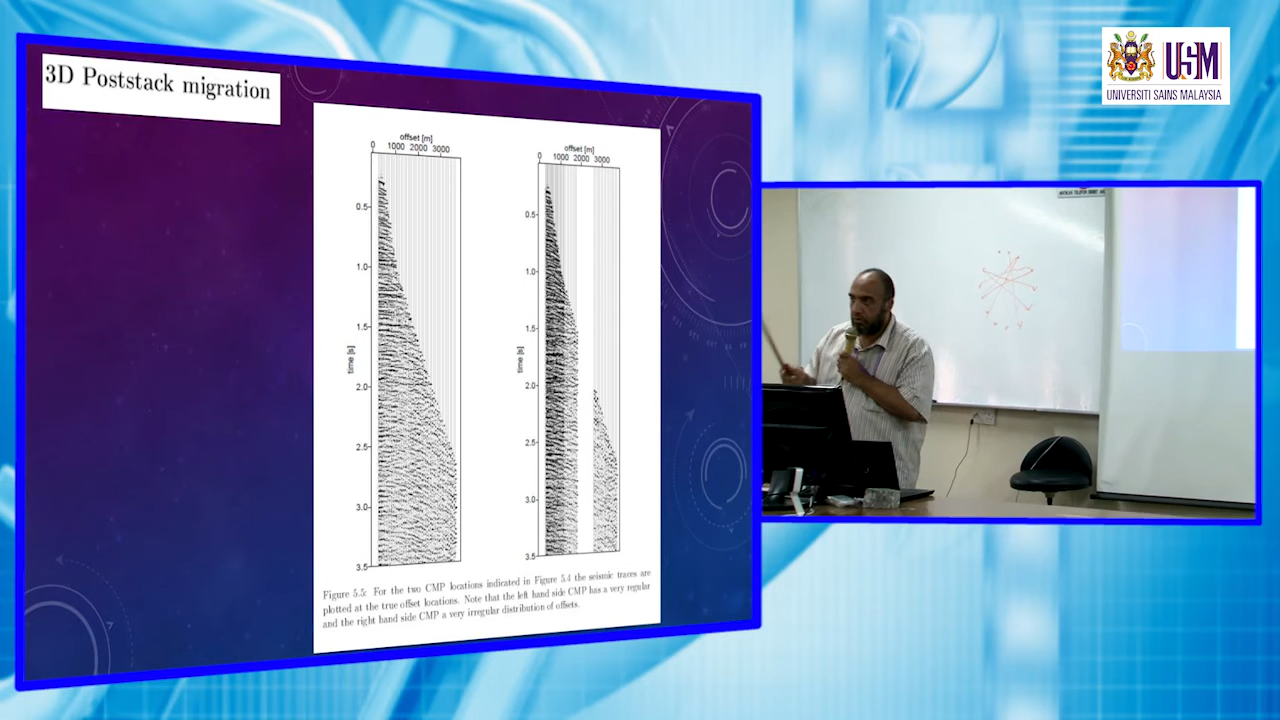 3D Poststack migration
offset [m]
0 1000 2000 3000
0.5
1.0
1.5
2.0
2.5
3.0
3.5
time [s]
offset [m]
0 1000 2000 3000
0.5
1.0
1.5
2.0
2.5
3.0
3.5
time [s]
Figure 5.5: For the two CMP locations indicated in Figure 5.4 the seismic traces are
plotted at the true offset locations. Note that the left hand side CMP has a very regular
and the right hand side CMP a very irregular distribution of offsets.
USM
UNIVERSITI SAINS MALAYSIA